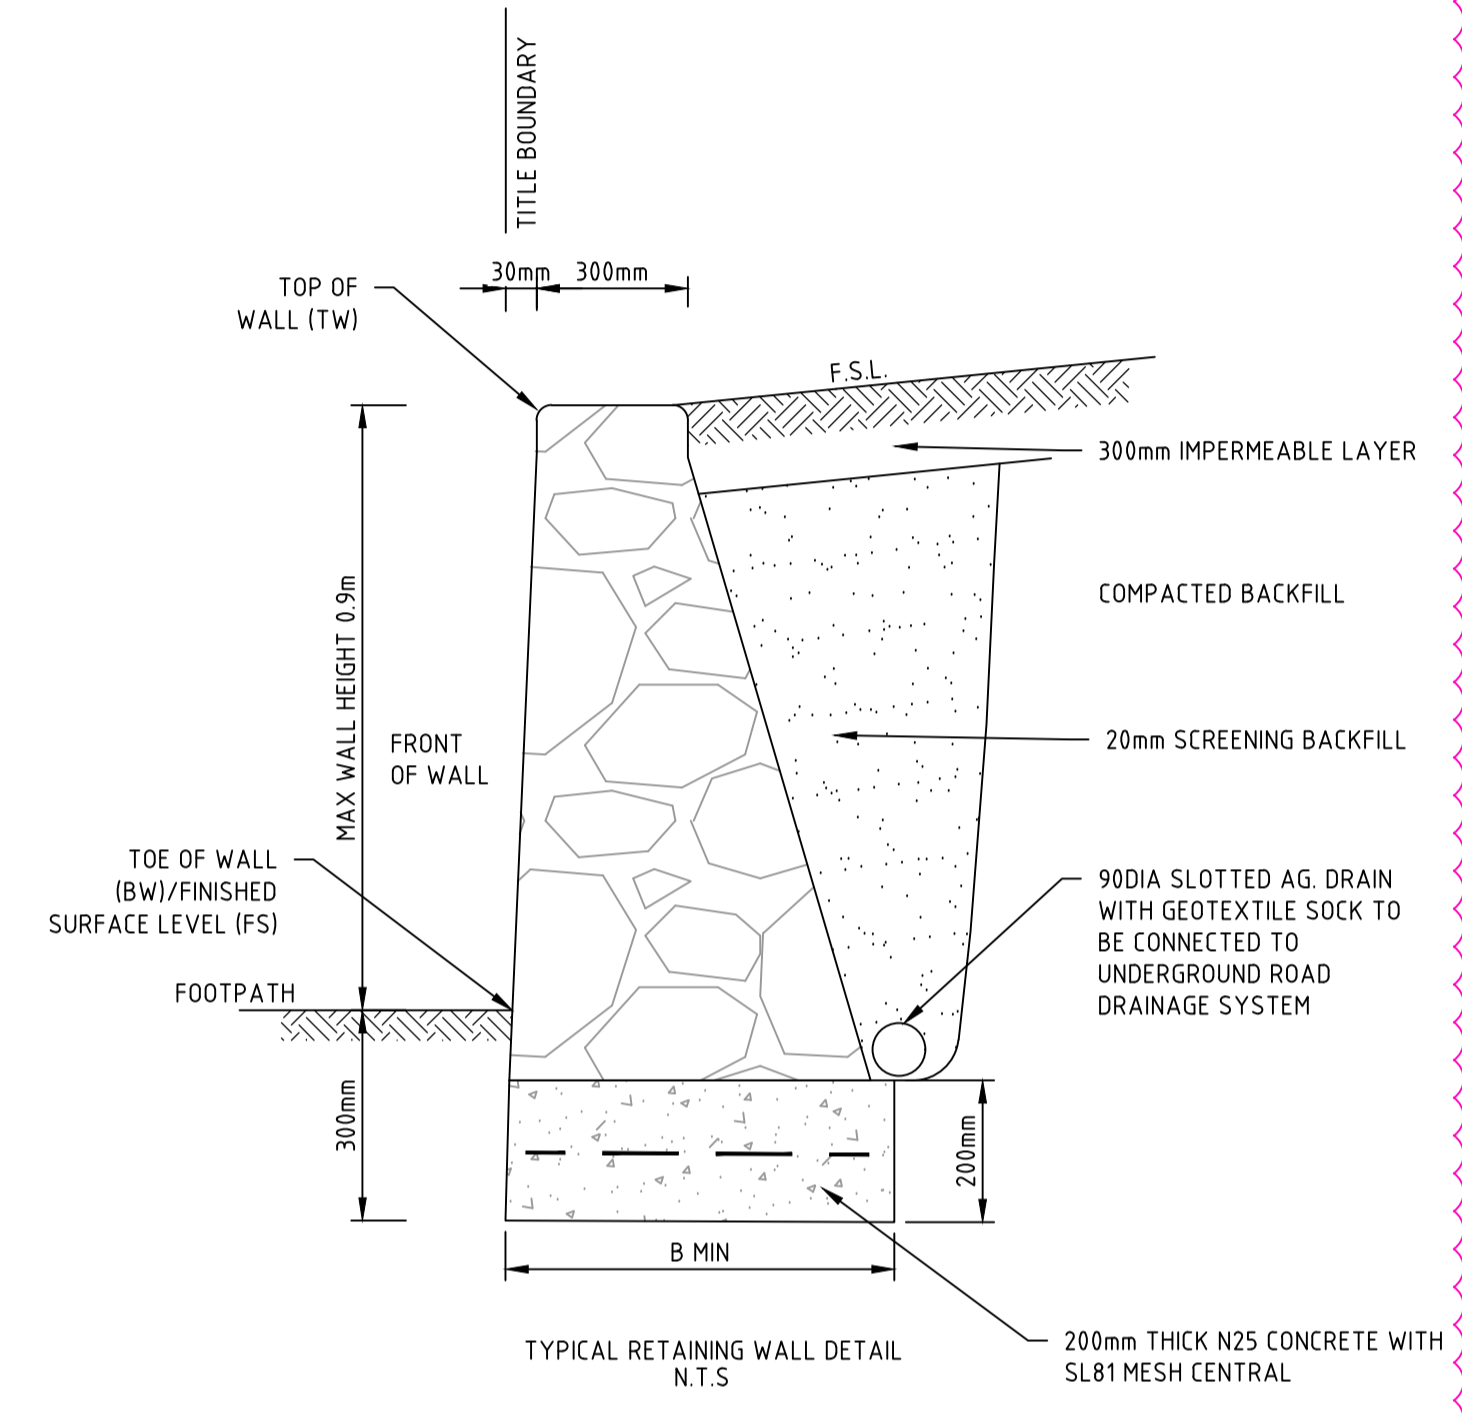 TITLE BOUNDARY
30mm
300mm
TOP OF
WALL (TW)
F.S.L.
300mm IMPERMEABLE LAYER
COMPACTED BACKFILL
MAX WALL HEIGHT 0.9m
FRONT
OF WALL
20mm SCREENING BACKFILL
TOE OF WALL
(BW)/FINISHED
SURFACE LEVEL (FS)
90DIA SLOTTED AG. DRAIN
WITH GEOTEXTILE SOCK TO
BE CONNECTED TO
UNDERGROUND ROAD
DRAINAGE SYSTEM
FOOTPATH
300mm
200mm
B MIN
200mm THICK N25 CONCRETE WITH
SL81 MESH CENTRAL
TYPICAL RETAINING WALL DETAIL
N.T.S